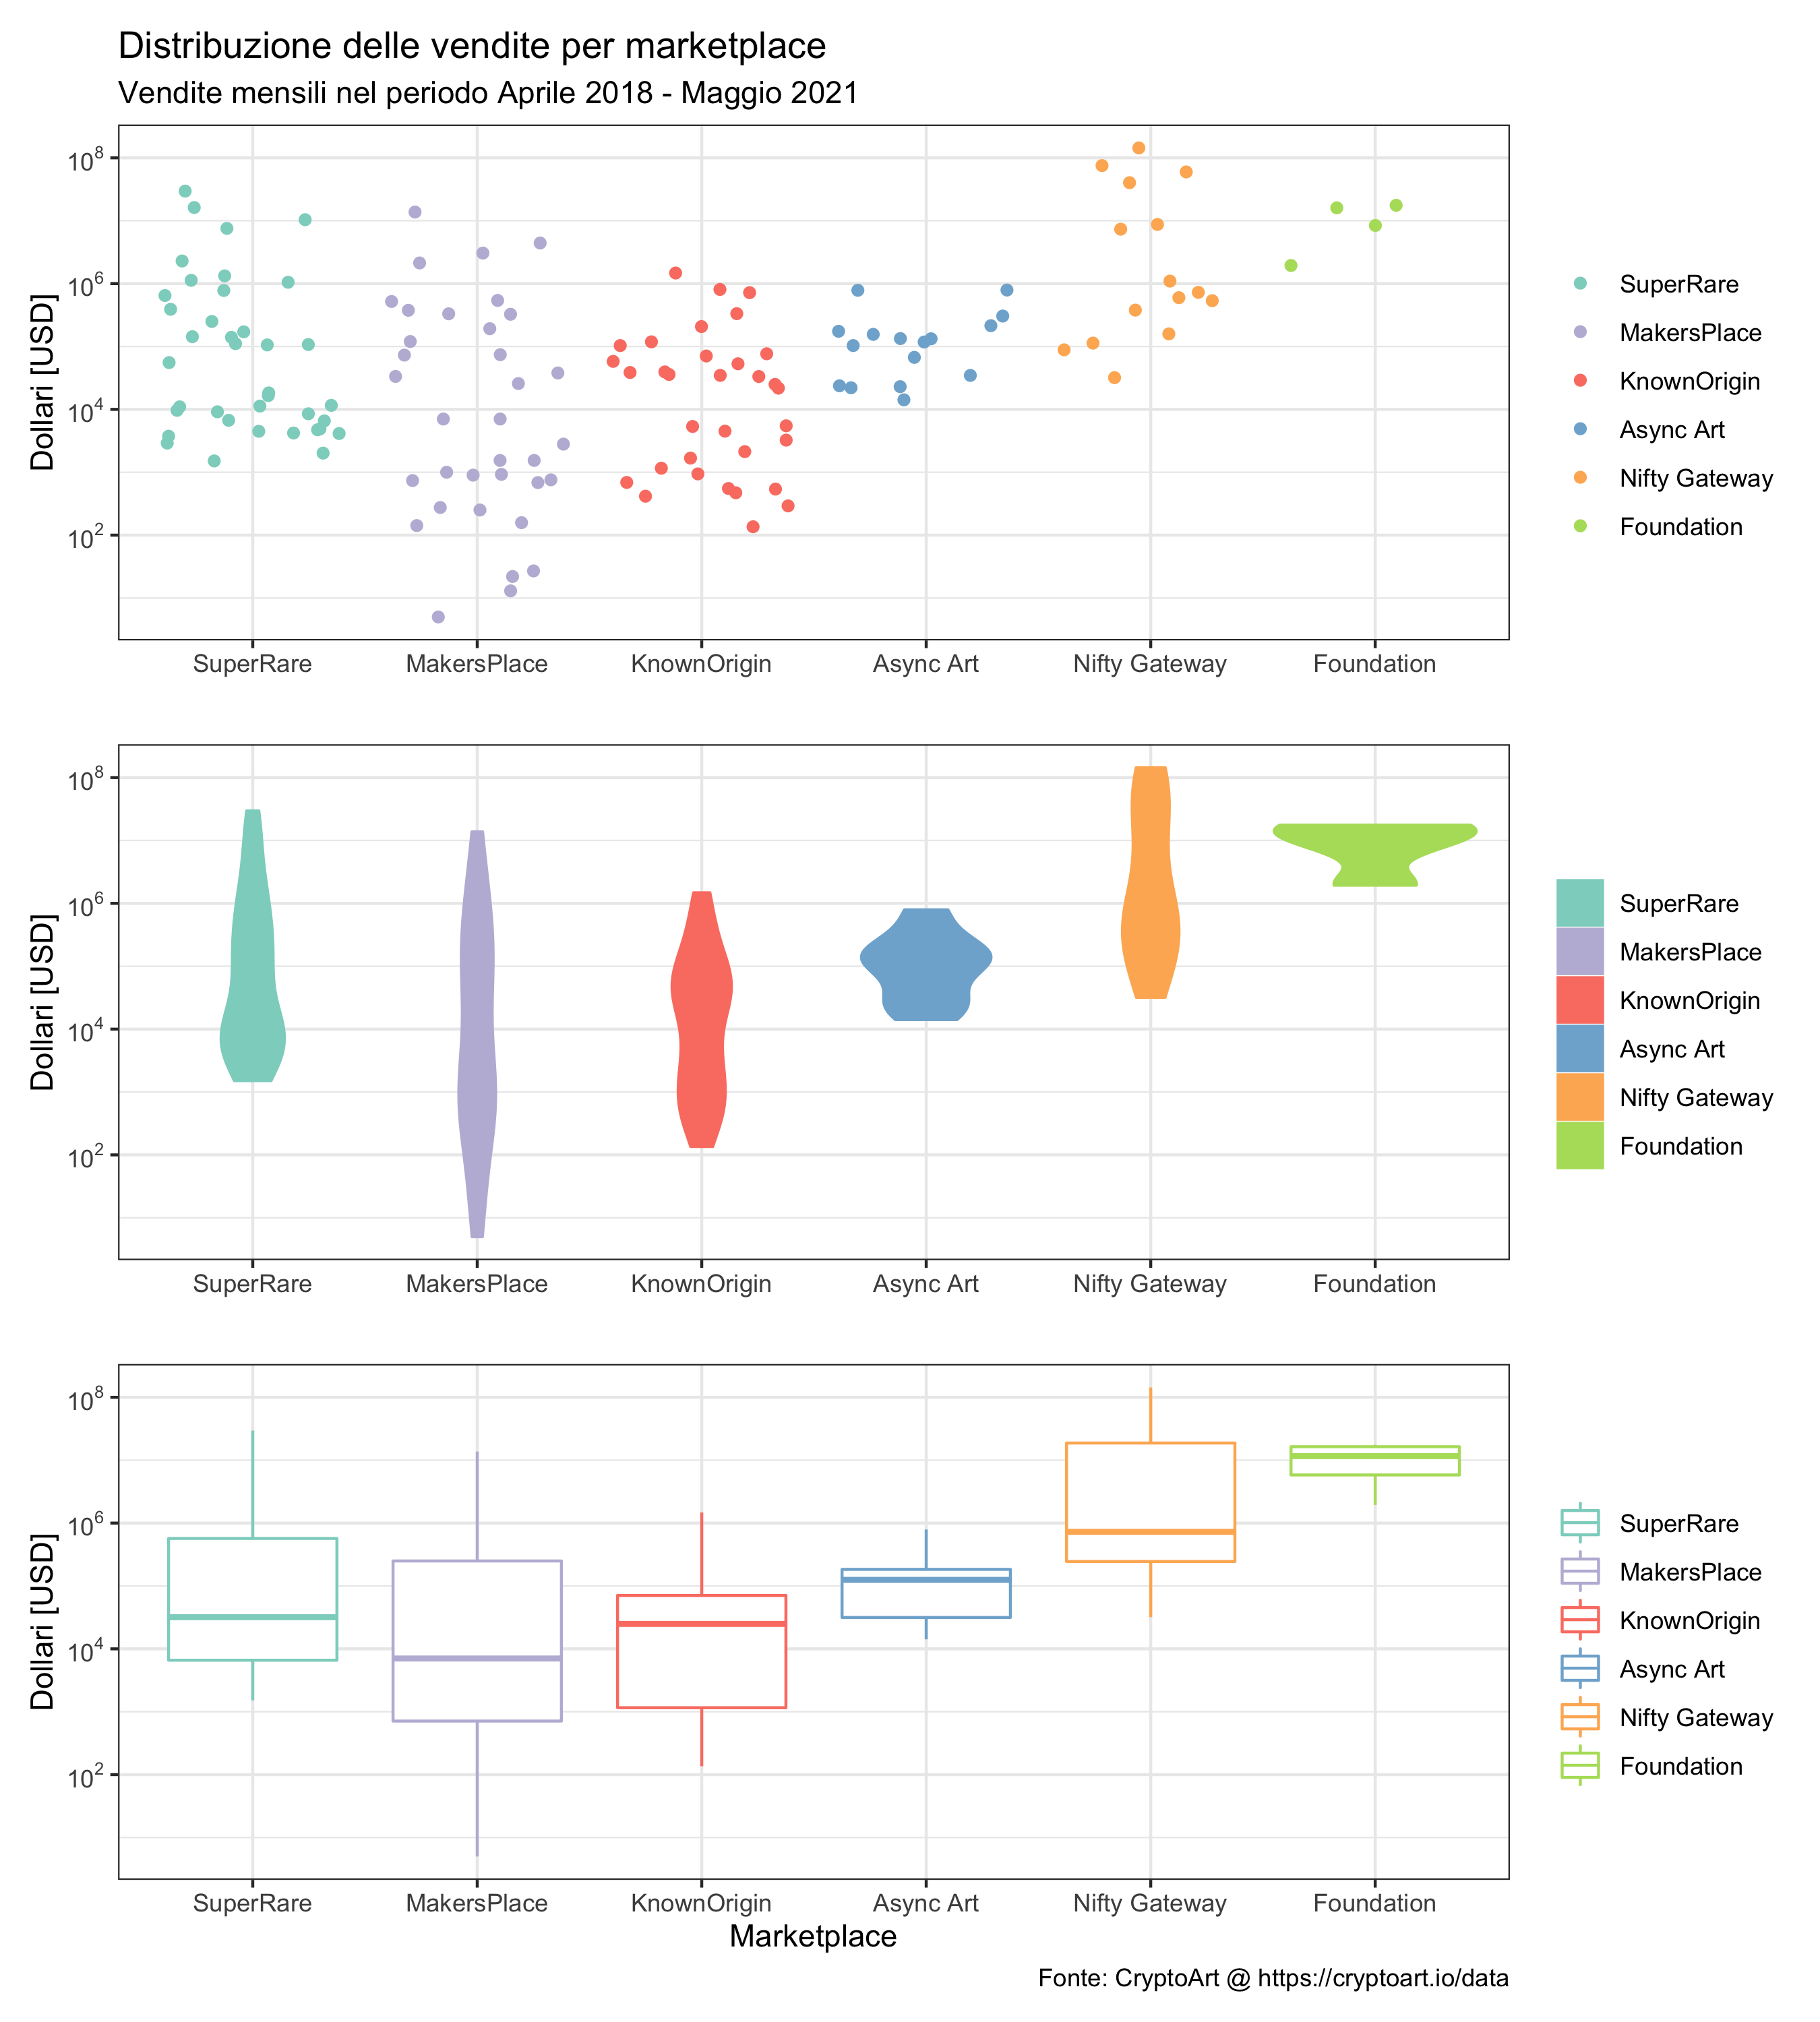 Distribuzione delle vendite per marketplace
Vendite mensili nel periodo Aprile 2018 - Maggio 2021
Dollari [USD]
10^8
10^6
10^4
10^2
SuperRare MakersPlace KnownOrigin Async Art Nifty Gateway Foundation
SuperRare
MakersPlace
KnownOrigin
Async Art
Nifty Gateway
Foundation
Dollari [USD]
10^8
10^6
10^4
10^2
SuperRare MakersPlace KnownOrigin Async Art Nifty Gateway Foundation
SuperRare
MakersPlace
KnownOrigin
Async Art
Nifty Gateway
Foundation
Dollari [USD]
10^8
10^6
10^4
10^2
SuperRare MakersPlace KnownOrigin Async Art Nifty Gateway Foundation
Marketplace
SuperRare
MakersPlace
KnownOrigin
Async Art
Nifty Gateway
Foundation
Fonte: CryptoArt @ https://cryptoart.io/data